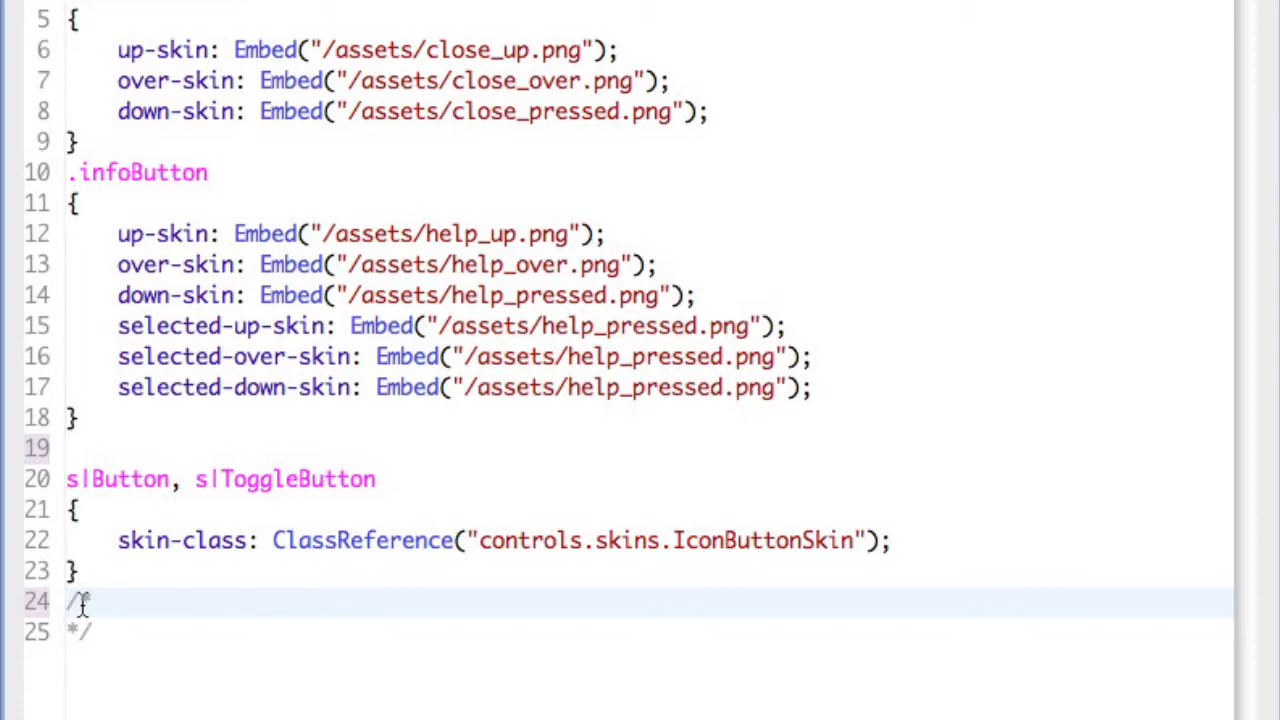 5 {
6 up-skin: Embed("/assets/close_up.png");
7 over-skin: Embed("/assets/close_over.png");
8 down-skin: Embed("/assets/close_pressed.png");
9 }
10 .infoButton
11 {
12 up-skin: Embed("/assets/help_up.png");
13 over-skin: Embed("/assets/help_over.png");
14 down-skin: Embed("/assets/help_pressed.png");
15 selected-up-skin: Embed("/assets/help_pressed.png");
16 selected-over-skin: Embed("/assets/help_pressed.png");
17 selected-down-skin: Embed("/assets/help_pressed.png");
18 }
19
20 s|Button, s|ToggleButton
21 {
22 skin-class: ClassReference("controls.skins.IconButtonSkin");
23 }
24 /*
25 */